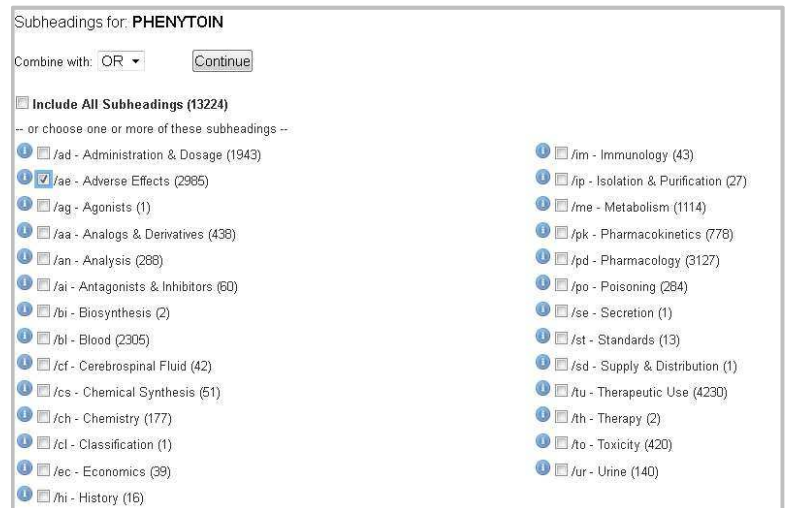 Subheadings for: PHENYTOIN
Combine with: OR
Continue
Include All Subheadings (13224)
-- or choose one or more of these subheadings --
/ad - Administration & Dosage (1943)
/ae - Adverse Effects (2985)
/ag - Agonists (1)
/aa - Analogs & Derivatives (438)
/an - Analysis (288)
/ai - Antagonists & Inhibitors (60)
/bi - Biosynthesis (2)
/bl - Blood (2305)
/cf - Cerebrospinal Fluid (42)
/cs - Chemical Synthesis (51)
/ch - Chemistry (177)
/cl - Classification (1)
/ec - Economics (39)
/hi - History (16)
/im - Immunology (43)
/ip - Isolation & Purification (27)
/me - Metabolism (1114)
/pk - Pharmacokinetics (778)
/pd - Pharmacology (3127)
/po - Poisoning (284)
/se - Secretion (1)
/st - Standards (13)
/sd - Supply & Distribution (1)
/tu - Therapeutic Use (4230)
/th - Therapy (2)
/to - Toxicity (420)
/ur - Urine (140)